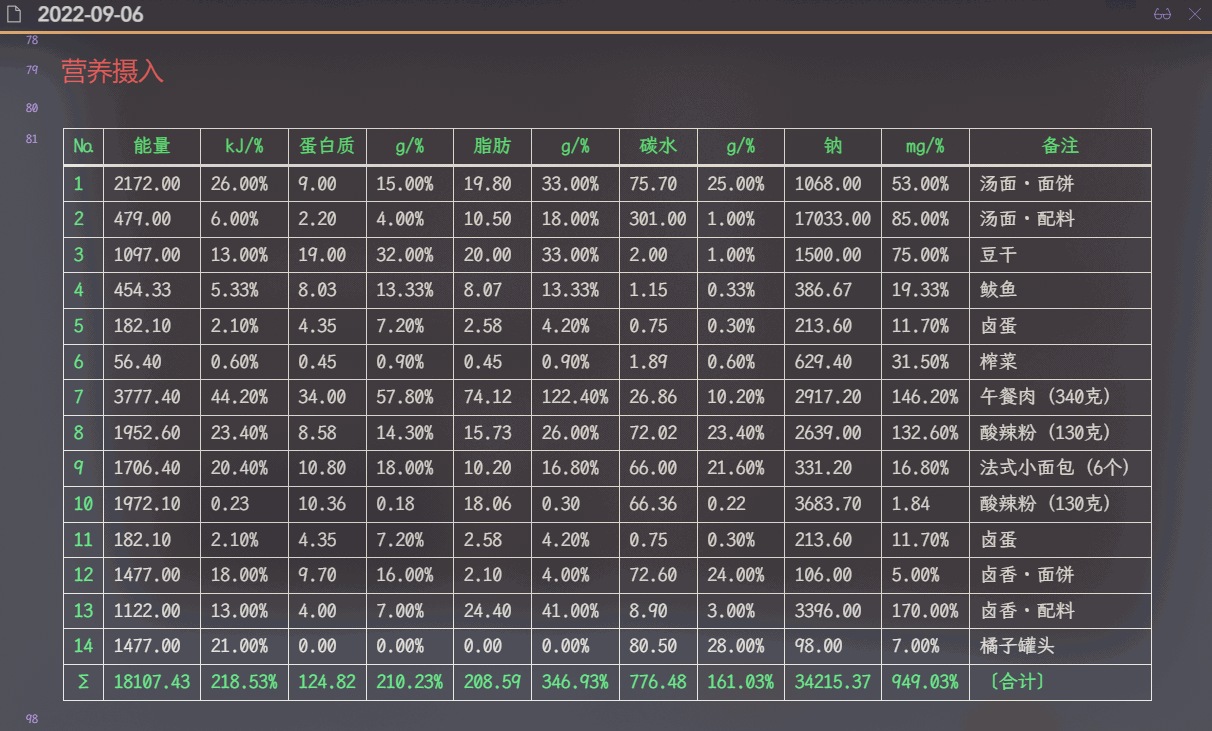 2022-09-06
78
79 营养摄入
80
81
No. 能量 kJ/% 蛋白质 g/% 脂肪 g/% 碳水 g/% 钠 mg/% 备注
1 2172.00 26.00% 9.00 15.00% 19.80 33.00% 75.70 25.00% 1068.00 53.00% 汤面·面饼
2 479.00 6.00% 2.20 4.00% 10.50 18.00% 301.00 1.00% 17033.00 85.00% 汤面·配料
3 1097.00 13.00% 19.00 32.00% 20.00 33.00% 2.00 1.00% 1500.00 75.00% 豆干
4 454.33 5.33% 8.03 13.33% 8.07 13.33% 1.15 0.33% 386.67 19.33% 鲅鱼
5 182.10 2.10% 4.35 7.20% 2.58 4.20% 0.75 0.30% 213.60 11.70% 卤蛋
6 56.40 0.60% 0.45 0.90% 0.45 0.90% 1.89 0.60% 629.40 31.50% 榨菜
7 3777.40 44.20% 34.00 57.80% 74.12 122.40% 26.86 10.20% 2917.20 146.20% 午餐肉（340克）
8 1952.60 23.40% 8.58 14.30% 15.73 26.00% 72.02 23.40% 2639.00 132.60% 酸辣粉（130克）
9 1706.40 20.40% 10.80 18.00% 10.20 16.80% 66.00 21.60% 331.20 16.80% 法式小面包（6个）
10 1972.10 0.23 10.36 0.18 18.06 0.30 66.36 0.22 3683.70 1.84 酸辣粉（130克）
11 182.10 2.10% 4.35 7.20% 2.58 4.20% 0.75 0.30% 213.60 11.70% 卤蛋
12 1477.00 18.00% 9.70 16.00% 2.10 4.00% 72.60 24.00% 106.00 5.00% 卤香·面饼
13 1122.00 13.00% 4.00 7.00% 24.40 41.00% 8.90 3.00% 3396.00 170.00% 卤香·配料
14 1477.00 21.00% 0.00 0.00% 0.00 0.00% 80.50 28.00% 98.00 7.00% 橘子罐头
Σ 18107.43 218.53% 124.82 210.23% 208.59 346.93% 776.48 161.03% 34215.37 949.03% 〔合计〕
98